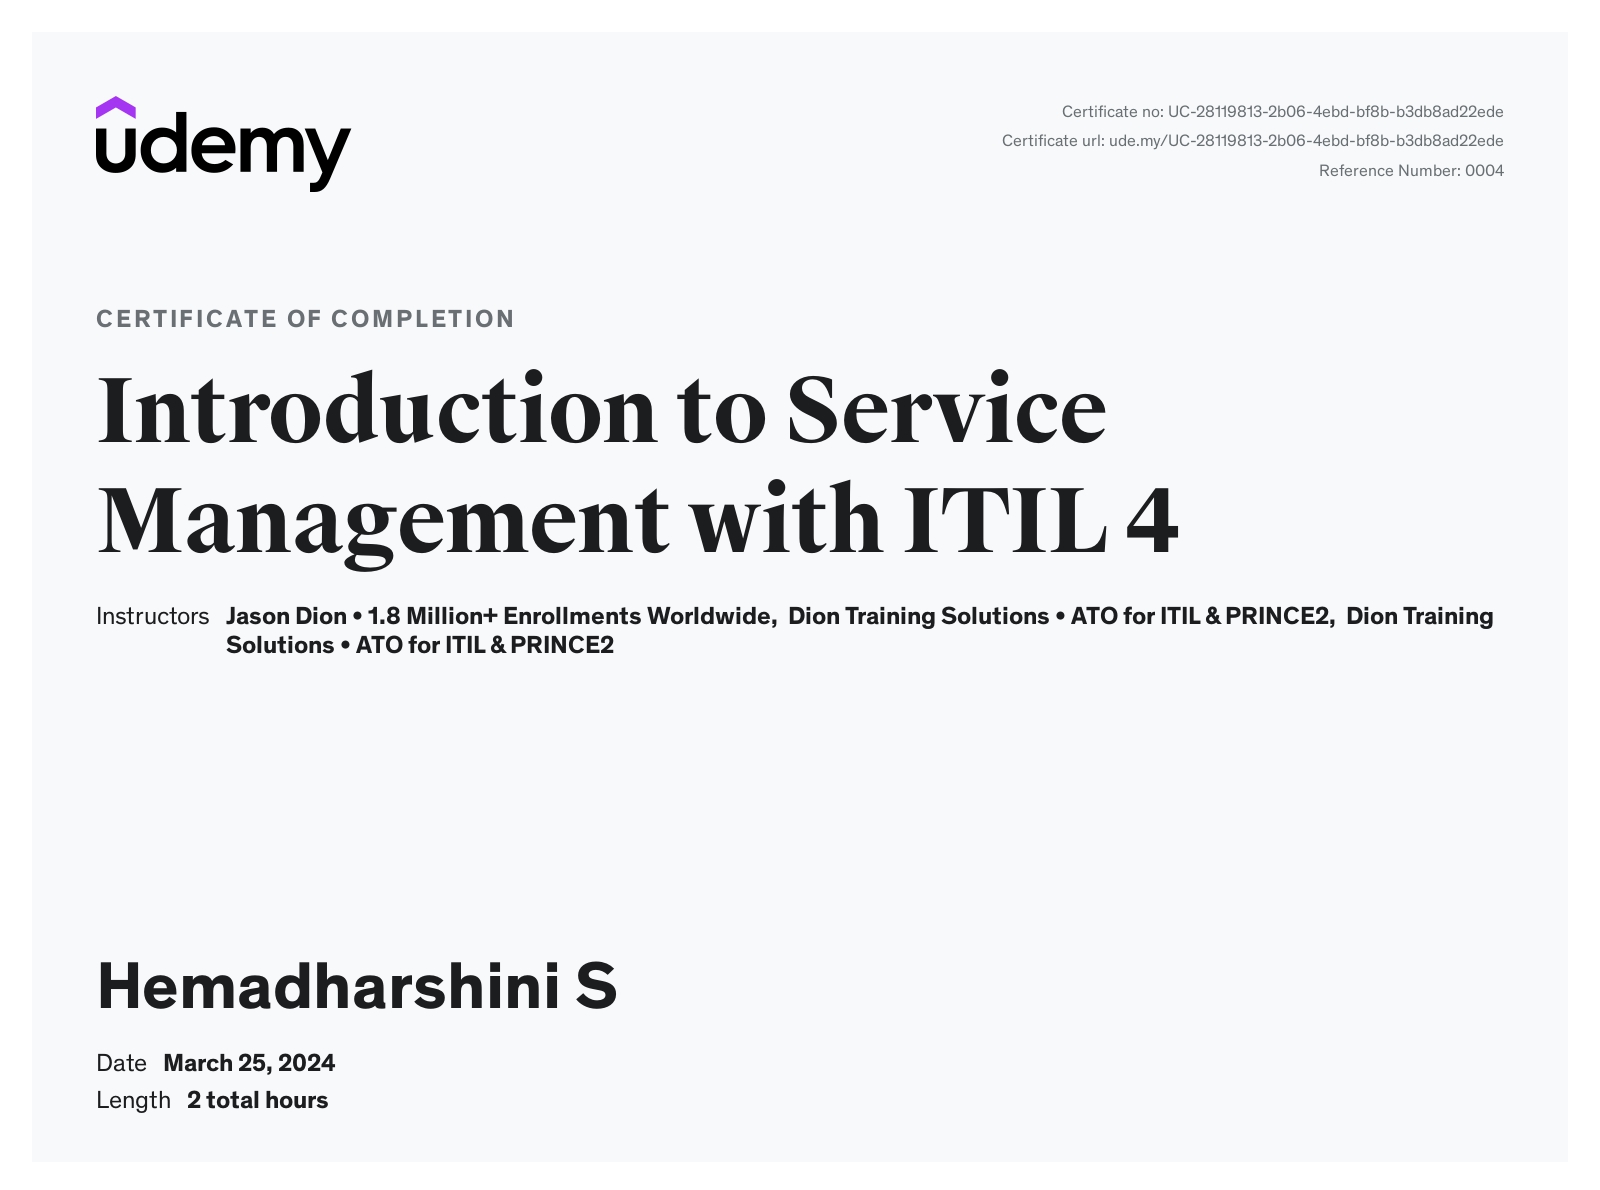 udemy
Certificate no: UC-28119813-2b06-4ebd-bf8b-b3db8ad22ede
Certificate url: ude.my/UC-28119813-2b06-4ebd-bf8b-b3db8ad22ede
Reference Number: 0004
CERTIFICATE OF COMPLETION
Introduction to Service
Management with ITIL 4
Instructors Jason Dion • 1.8 Million+ Enrollments Worldwide, Dion Training Solutions • ATO for ITIL & PRINCE2, Dion Training
Solutions • ATO for ITIL & PRINCE2
Hemadharshini S
Date March 25, 2024
Length 2 total hours